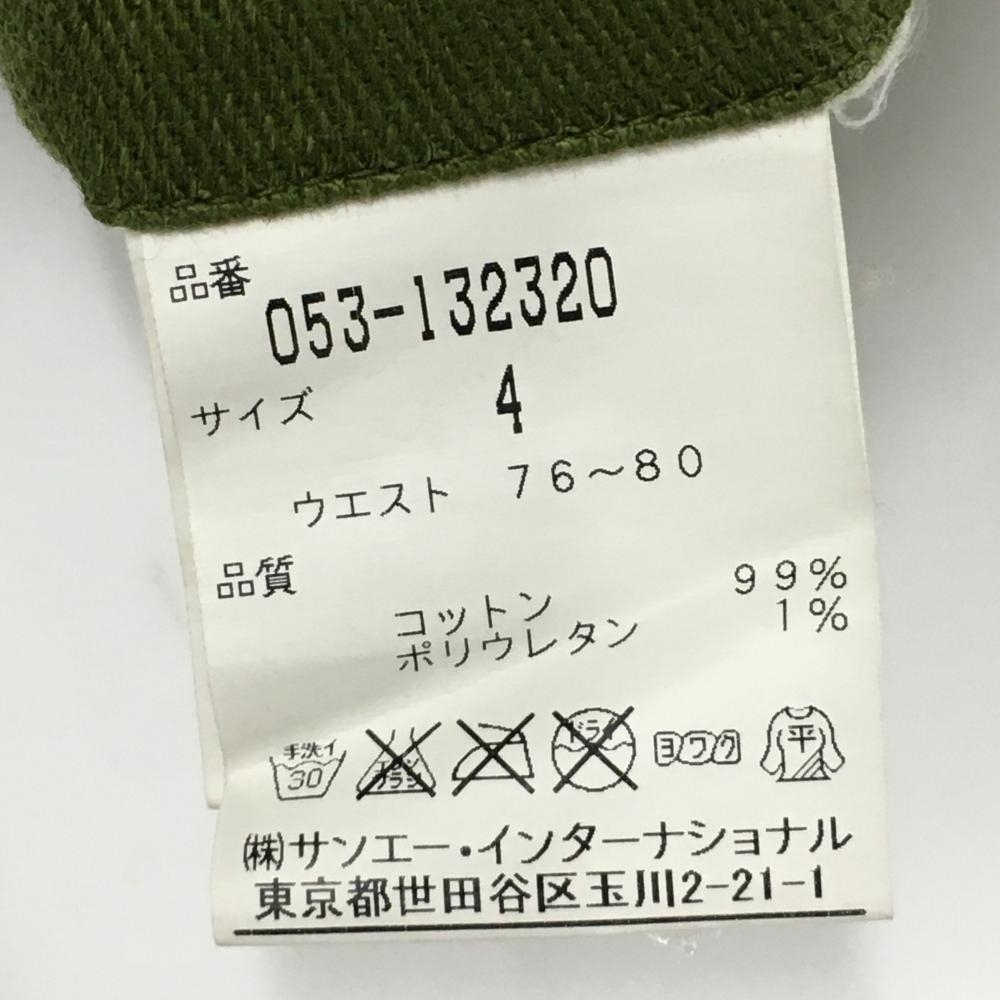 品番
053-132320
サイズ 4
ウエスト 76～80
品質
コットン 99%
ポリウレタン 1%
手洗イ 30 エンソ サラシ ドライ ヨワク 平
(株)サンエー・インターナショナル
東京都世田谷区玉川2-21-1